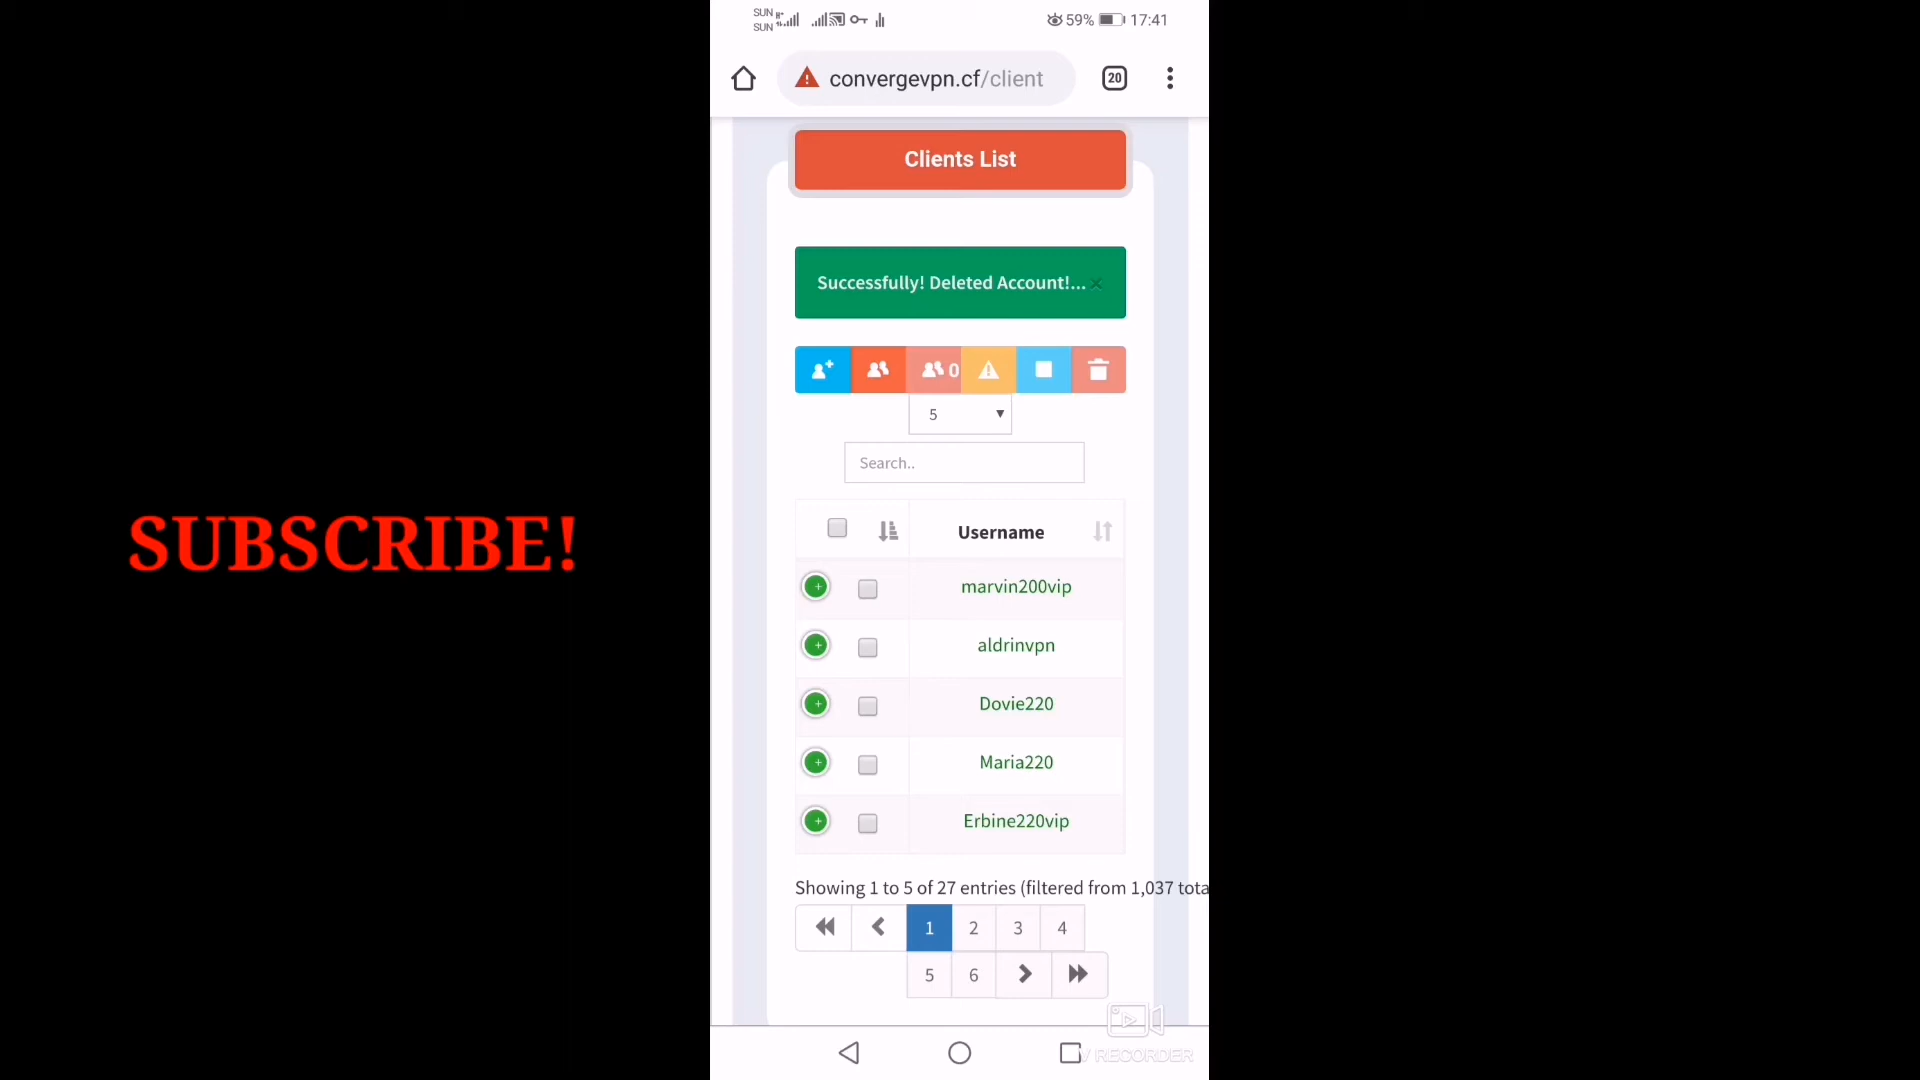 SUN
SUN
59% 17:41
convergevpn.cf/client
20
Clients List
Successfully! Deleted Account!...
0
5
Search..
Username
marvin200vip
aldrinvpn
Dovie220
Maria220
Erbine220vip
Showing 1 to 5 of 27 entries (filtered from 1,037 tota
1 2 3 4
5 6
V RECORDER
SUBSCRIBE!